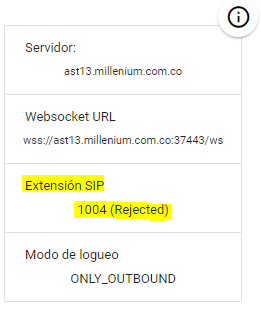 Servidor:
ast13.millenium.com.co
Websocket URL
wss://ast13.millenium.com.co:37443/ws
Extensión SIP
1004 (Rejected)
Modo de logueo
ONLY_OUTBOUND